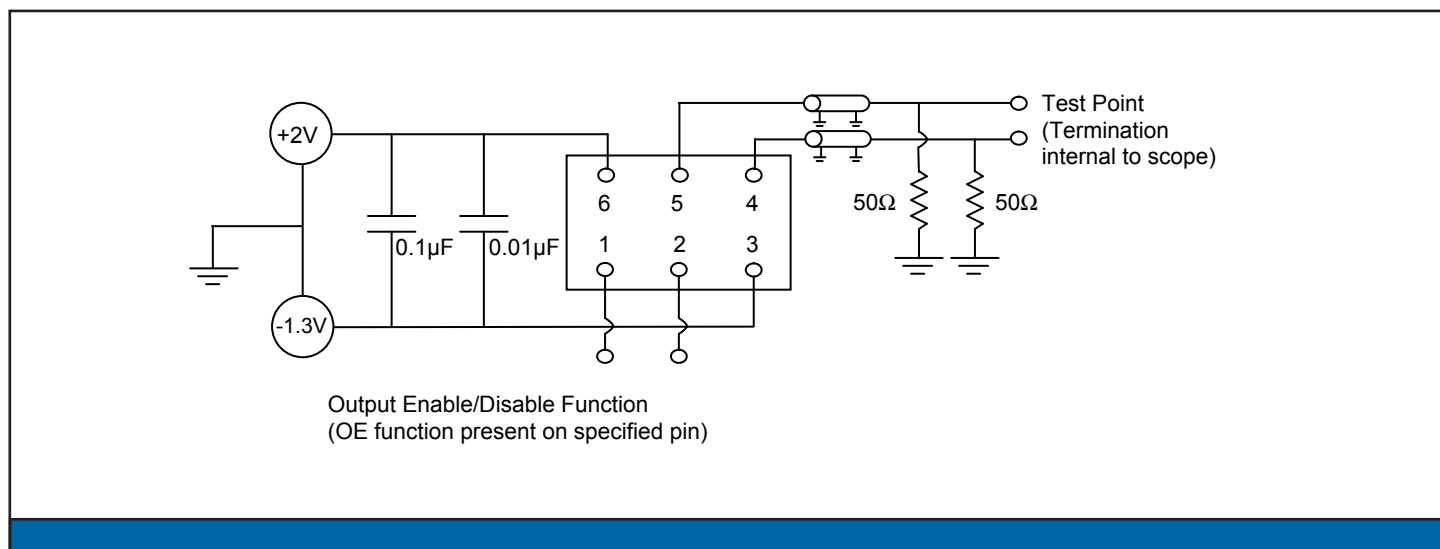 +2V
Test Point
(Termination
internal to scope)
6 5 4
50Ω 50Ω
0.1µF 0.01µF
1 2 3
-1.3V
Output Enable/Disable Function
(OE function present on specified pin)